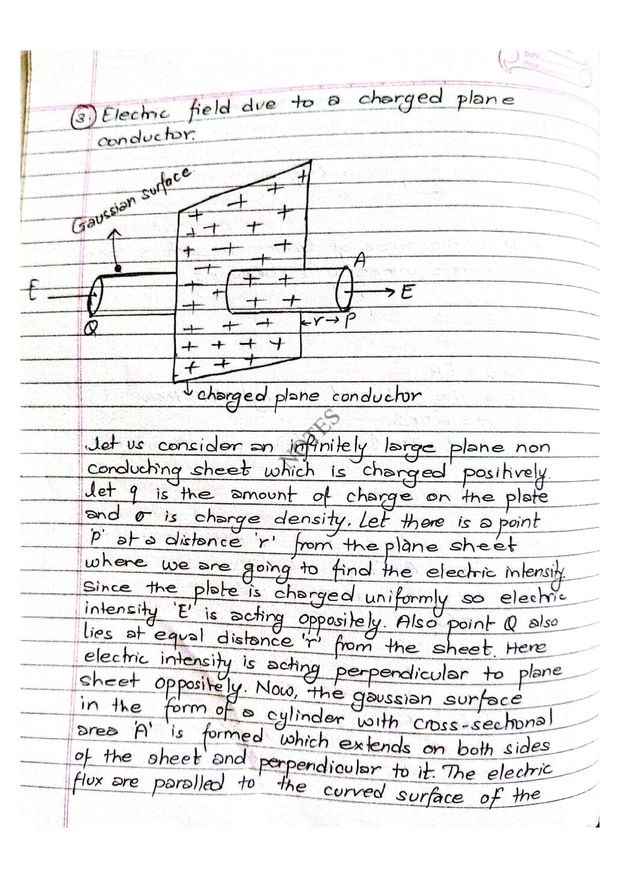 Date
Page
③ Electric field due to a charged plane
conductor.
Gaussian surface
A
E
E
Q
r
P
charged plane conductor
NOTES
Let us consider an infinitely large plane non
conducting sheet which is charged positively.
let q is the amount of charge on the plate
and σ is charge density. Let there is a point
'P' at a distance 'r' from the plane sheet
where we are going to find the electric intensity.
Since the plate is charged uniformly so electric
intensity 'E' is acting oppositely. Also point Q also
lies at equal distance 'r' from the sheet. Here
electric intensity is acting perpendicular to plane
sheet oppositely. Now, the gaussian surface
in the form of a cylinder with cross-sectional
area 'A' is formed which extends on both sides
of the sheet and perpendicular to it. The electric
flux are paralled to the curved surface of the